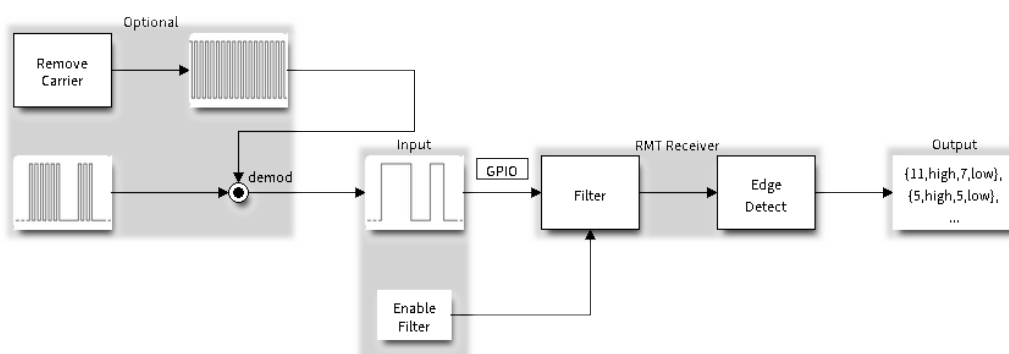 Optional
Remove
Carrier
demod
Input
GPIO
RMT Receiver
Filter
Edge
Detect
Output
{11,high,7,low},
{5,high,5,low},
...
Enable
Filter